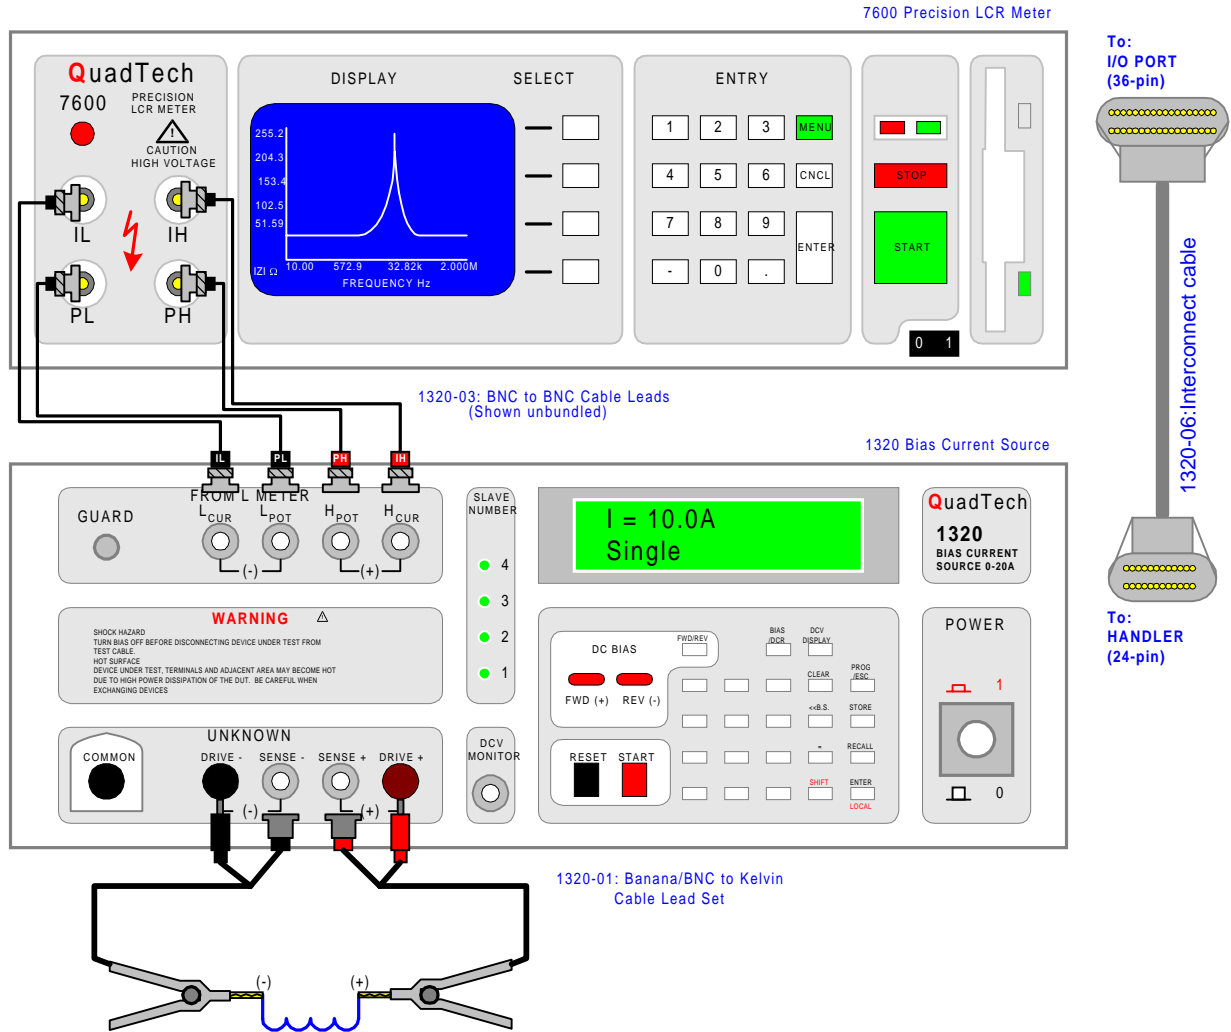 7600 Precision LCR Meter
QuadTech
7600
PRECISION
LCR METER
CAUTION
HIGH VOLTAGE
IL
IH
PL
PH
DISPLAY
SELECT
255.2
204.3
153.4
102.5
51.59
IZI Ω
10.00 572.9 32.82k 2.000M
FREQUENCY Hz
ENTRY
1 2 3 MENU
4 5 6 CNCL
7 8 9
ENTER
- 0 .
STOP
START
0 1
To:
I/O PORT
(36-pin)
1320-06:Interconnect cable
To:
HANDLER
(24-pin)
1320-03: BNC to BNC Cable Leads
(Shown unbundled)
1320 Bias Current Source
IL PL PH IH
FROM L METER
GUARD
LCUR LPOT HPOT HCUR
(-) (+)
SLAVE
NUMBER
4
3
2
1
I = 10.0A
Single
QuadTech
1320
BIAS CURRENT
SOURCE 0-20A
WARNING
SHOCK HAZARD
TURN BIAS OFF BEFORE DISCONNECTING DEVICE UNDER TEST FROM
TEST CABLE.
HOT SURFACE
DEVICE UNDER TEST, TERMINALS AND ADJACENT AREA MAY BECOME HOT
DUE TO HIGH POWER DISSIPATION OF THE DUT. BE CAREFUL WHEN
EXCHANGING DEVICES
DC BIAS
FWD (+) REV (-)
FWD/REV
BIAS
/DCR
DCV
DISPLAY
CLEAR
PROG
/ESC
<<B.S.
STORE
=
RECALL
SHIFT
ENTER
LOCAL
RESET START
POWER
1
0
UNKNOWN
COMMON
DRIVE - SENSE - SENSE + DRIVE +
(-) (+)
DCV
MONITOR
1320-01: Banana/BNC to Kelvin
Cable Lead Set
(-) (+)